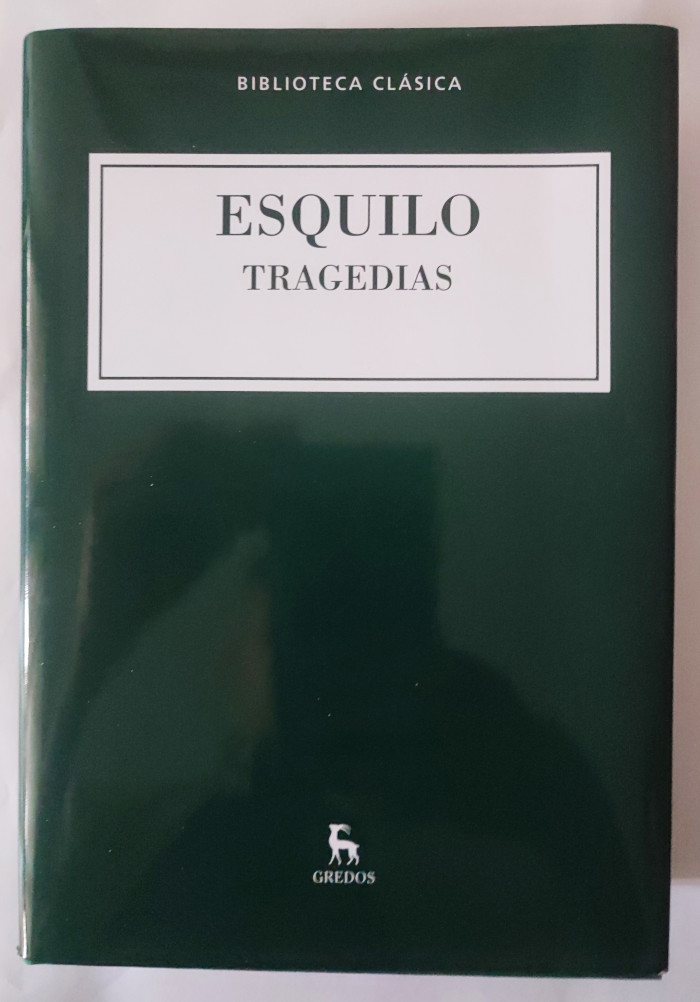 BIBLIOTECA CLÁSICA
ESQUILO
TRAGEDIAS
GREDOS